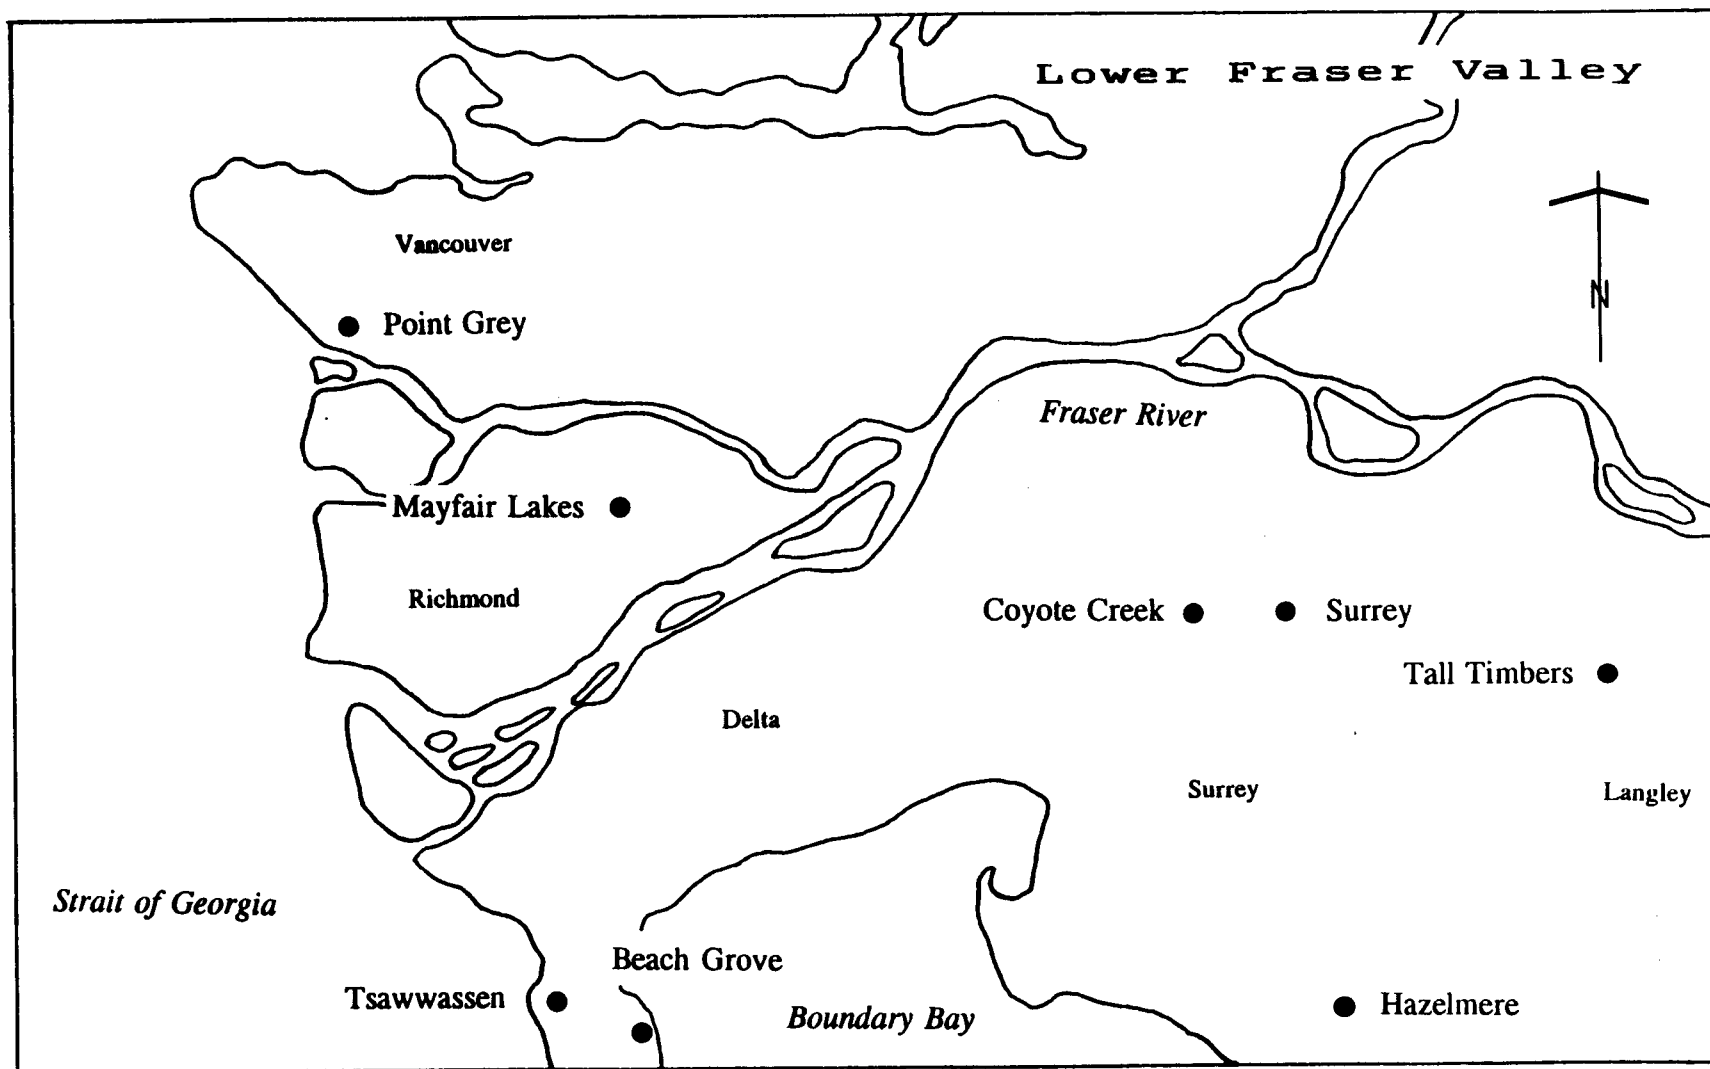 Lower Fraser Valley
Vancouver
N
Point Grey
Fraser River
Mayfair Lakes
Richmond
Coyote Creek
Surrey
Tall Timbers
Delta
Surrey
Langley
Strait of Georgia
Beach Grove
Tsawwassen
Boundary Bay
Hazelmere